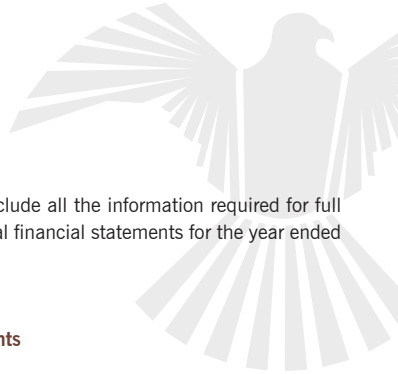 clude all the information required for full
al financial statements for the year ended
nts